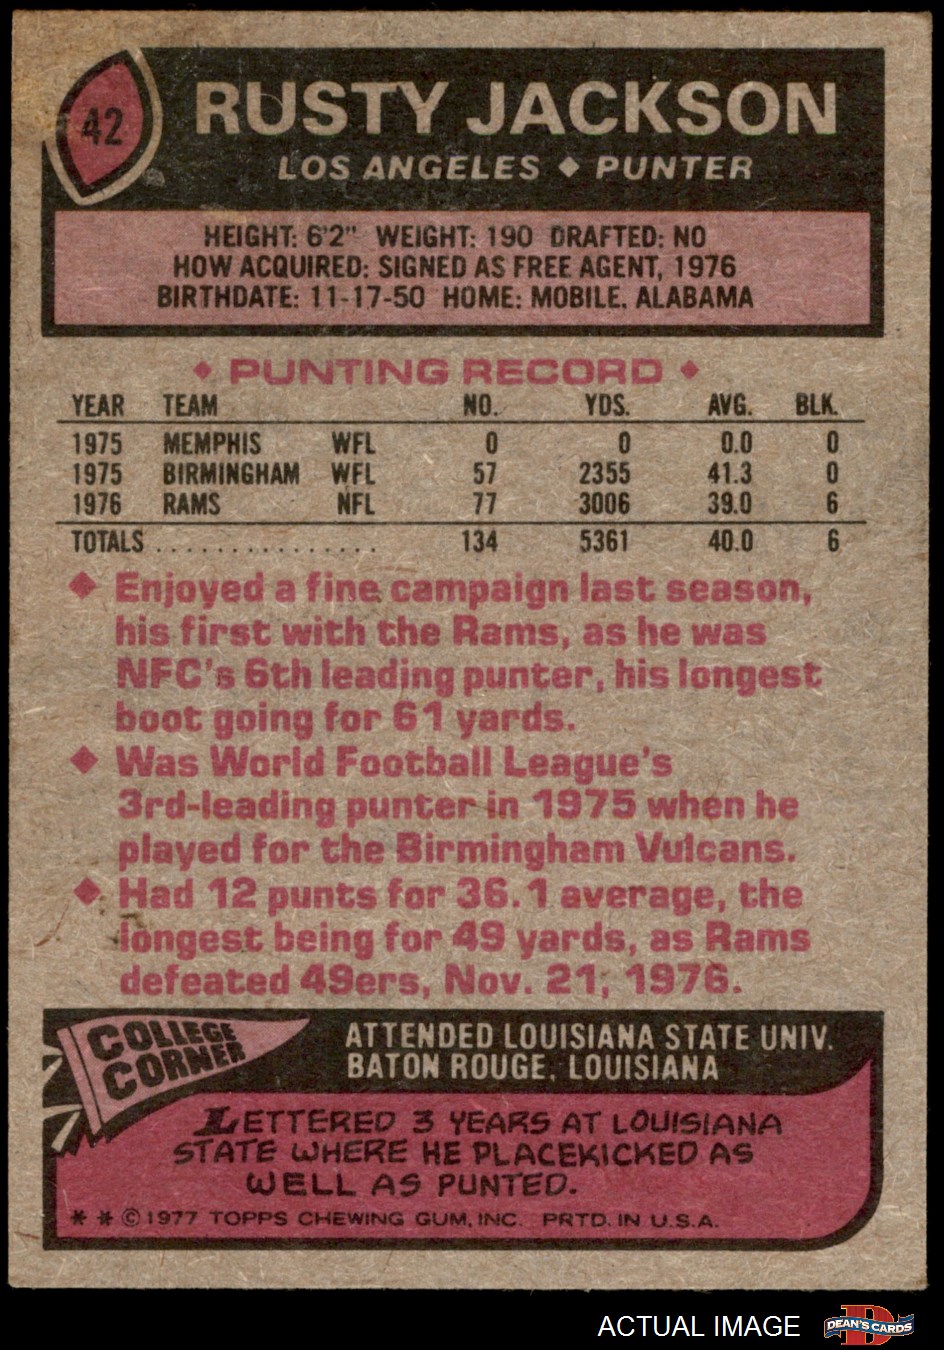 42
RUSTY JACKSON
LOS ANGELES ◆ PUNTER
HEIGHT: 6'2" WEIGHT: 190 DRAFTED: NO
HOW ACQUIRED: SIGNED AS FREE AGENT, 1976
BIRTHDATE: 11-17-50 HOME: MOBILE, ALABAMA
◆ PUNTING RECORD ◆
YEAR TEAM NO. YDS. AVG. BLK.
1975 MEMPHIS WFL 0 0 0.0 0
1975 BIRMINGHAM WFL 57 2355 41.3 0
1976 RAMS NFL 77 3006 39.0 6
TOTALS ............... 134 5361 40.0 6
◆ Enjoyed a fine campaign last season,
his first with the Rams, as he was
NFC's 6th leading punter, his longest
boot going for 61 yards.
◆ Was World Football League's
3rd-leading punter in 1975 when he
played for the Birmingham Vulcans.
◆ Had 12 punts for 36.1 average, the
longest being for 49 yards, as Rams
defeated 49ers, Nov. 21, 1976.
COLLEGE
CORNER
ATTENDED LOUISIANA STATE UNIV.
BATON ROUGE, LOUISIANA
LETTERED 3 YEARS AT LOUISIANA
STATE WHERE HE PLACEKICKED AS
WELL AS PUNTED.
* * © 1977 TOPPS CHEWING GUM, INC. PRTD. IN U.S.A.
ACTUAL IMAGE
DEAN'S CARDS